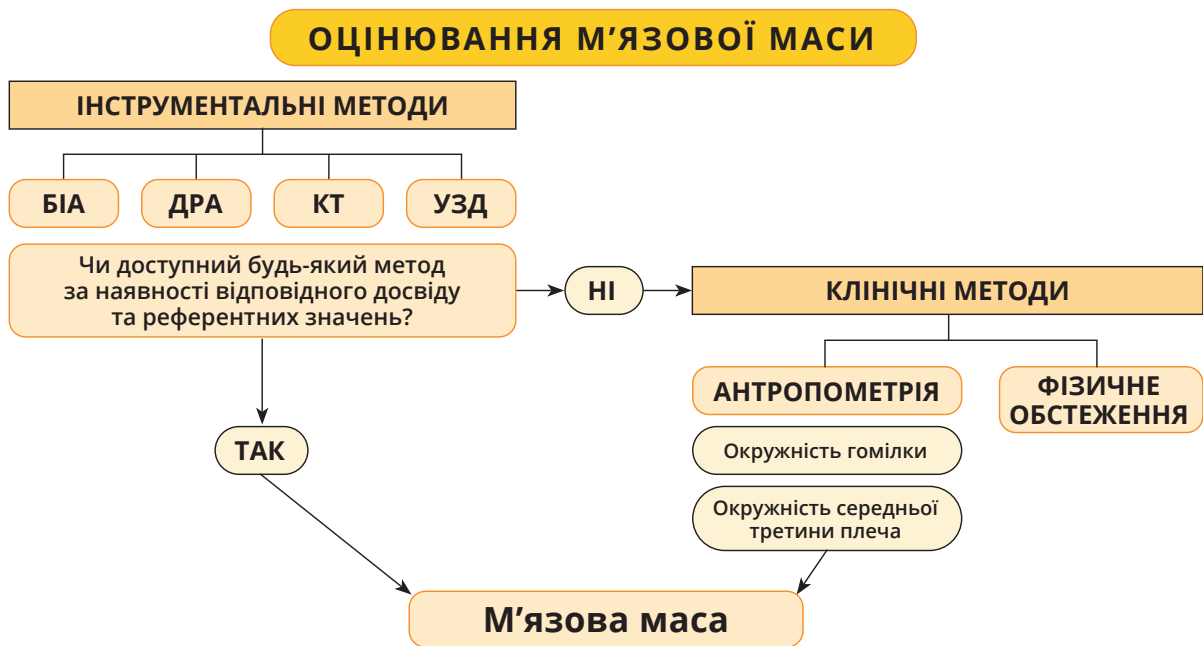 ОЦІНЮВАННЯ М’ЯЗОВОЇ МАСИ
ІНСТРУМЕНТАЛЬНІ МЕТОДИ
БІА
ДРА
КТ
УЗД
Чи доступний будь-який метод
за наявності відповідного досвіду
та референтних значень?
НІ
КЛІНІЧНІ МЕТОДИ
АНТРОПОМЕТРІЯ
ФІЗИЧНЕ
ОБСТЕЖЕННЯ
ТАК
Окружність гомілки
Окружність середньої
третини плеча
М’язова маса